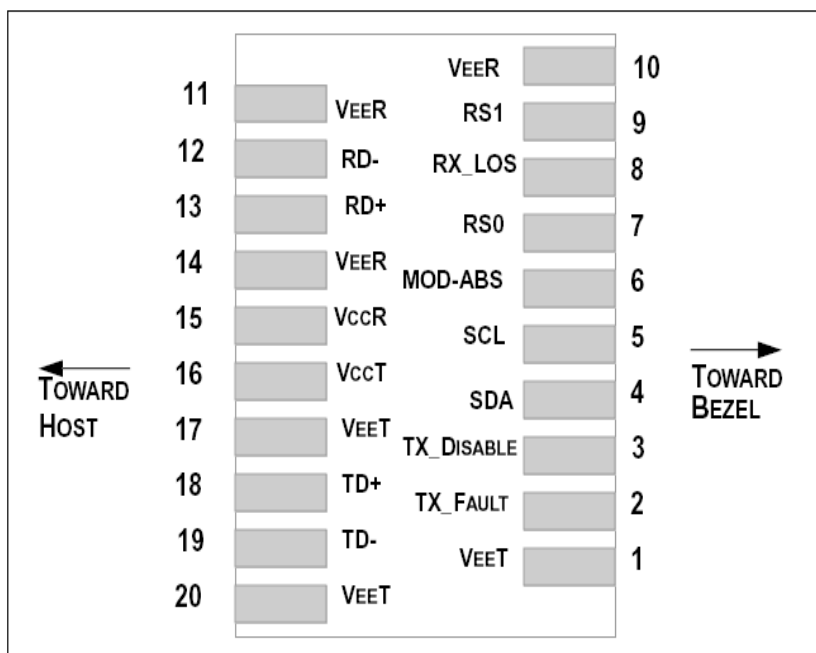 VEER 10
11 VEER
RS1 9
12 RD-
RX_LOS 8
13 RD+
RS0 7
14 VEER
MOD-ABS 6
15 VCCR
SCL 5
16 VCCT
TOWARD
HOST
TOWARD
BEZEL
SDA 4
17 VEET
TX_DISABLE 3
18 TD+
TX_FAULT 2
19 TD-
VEET 1
20 VEET